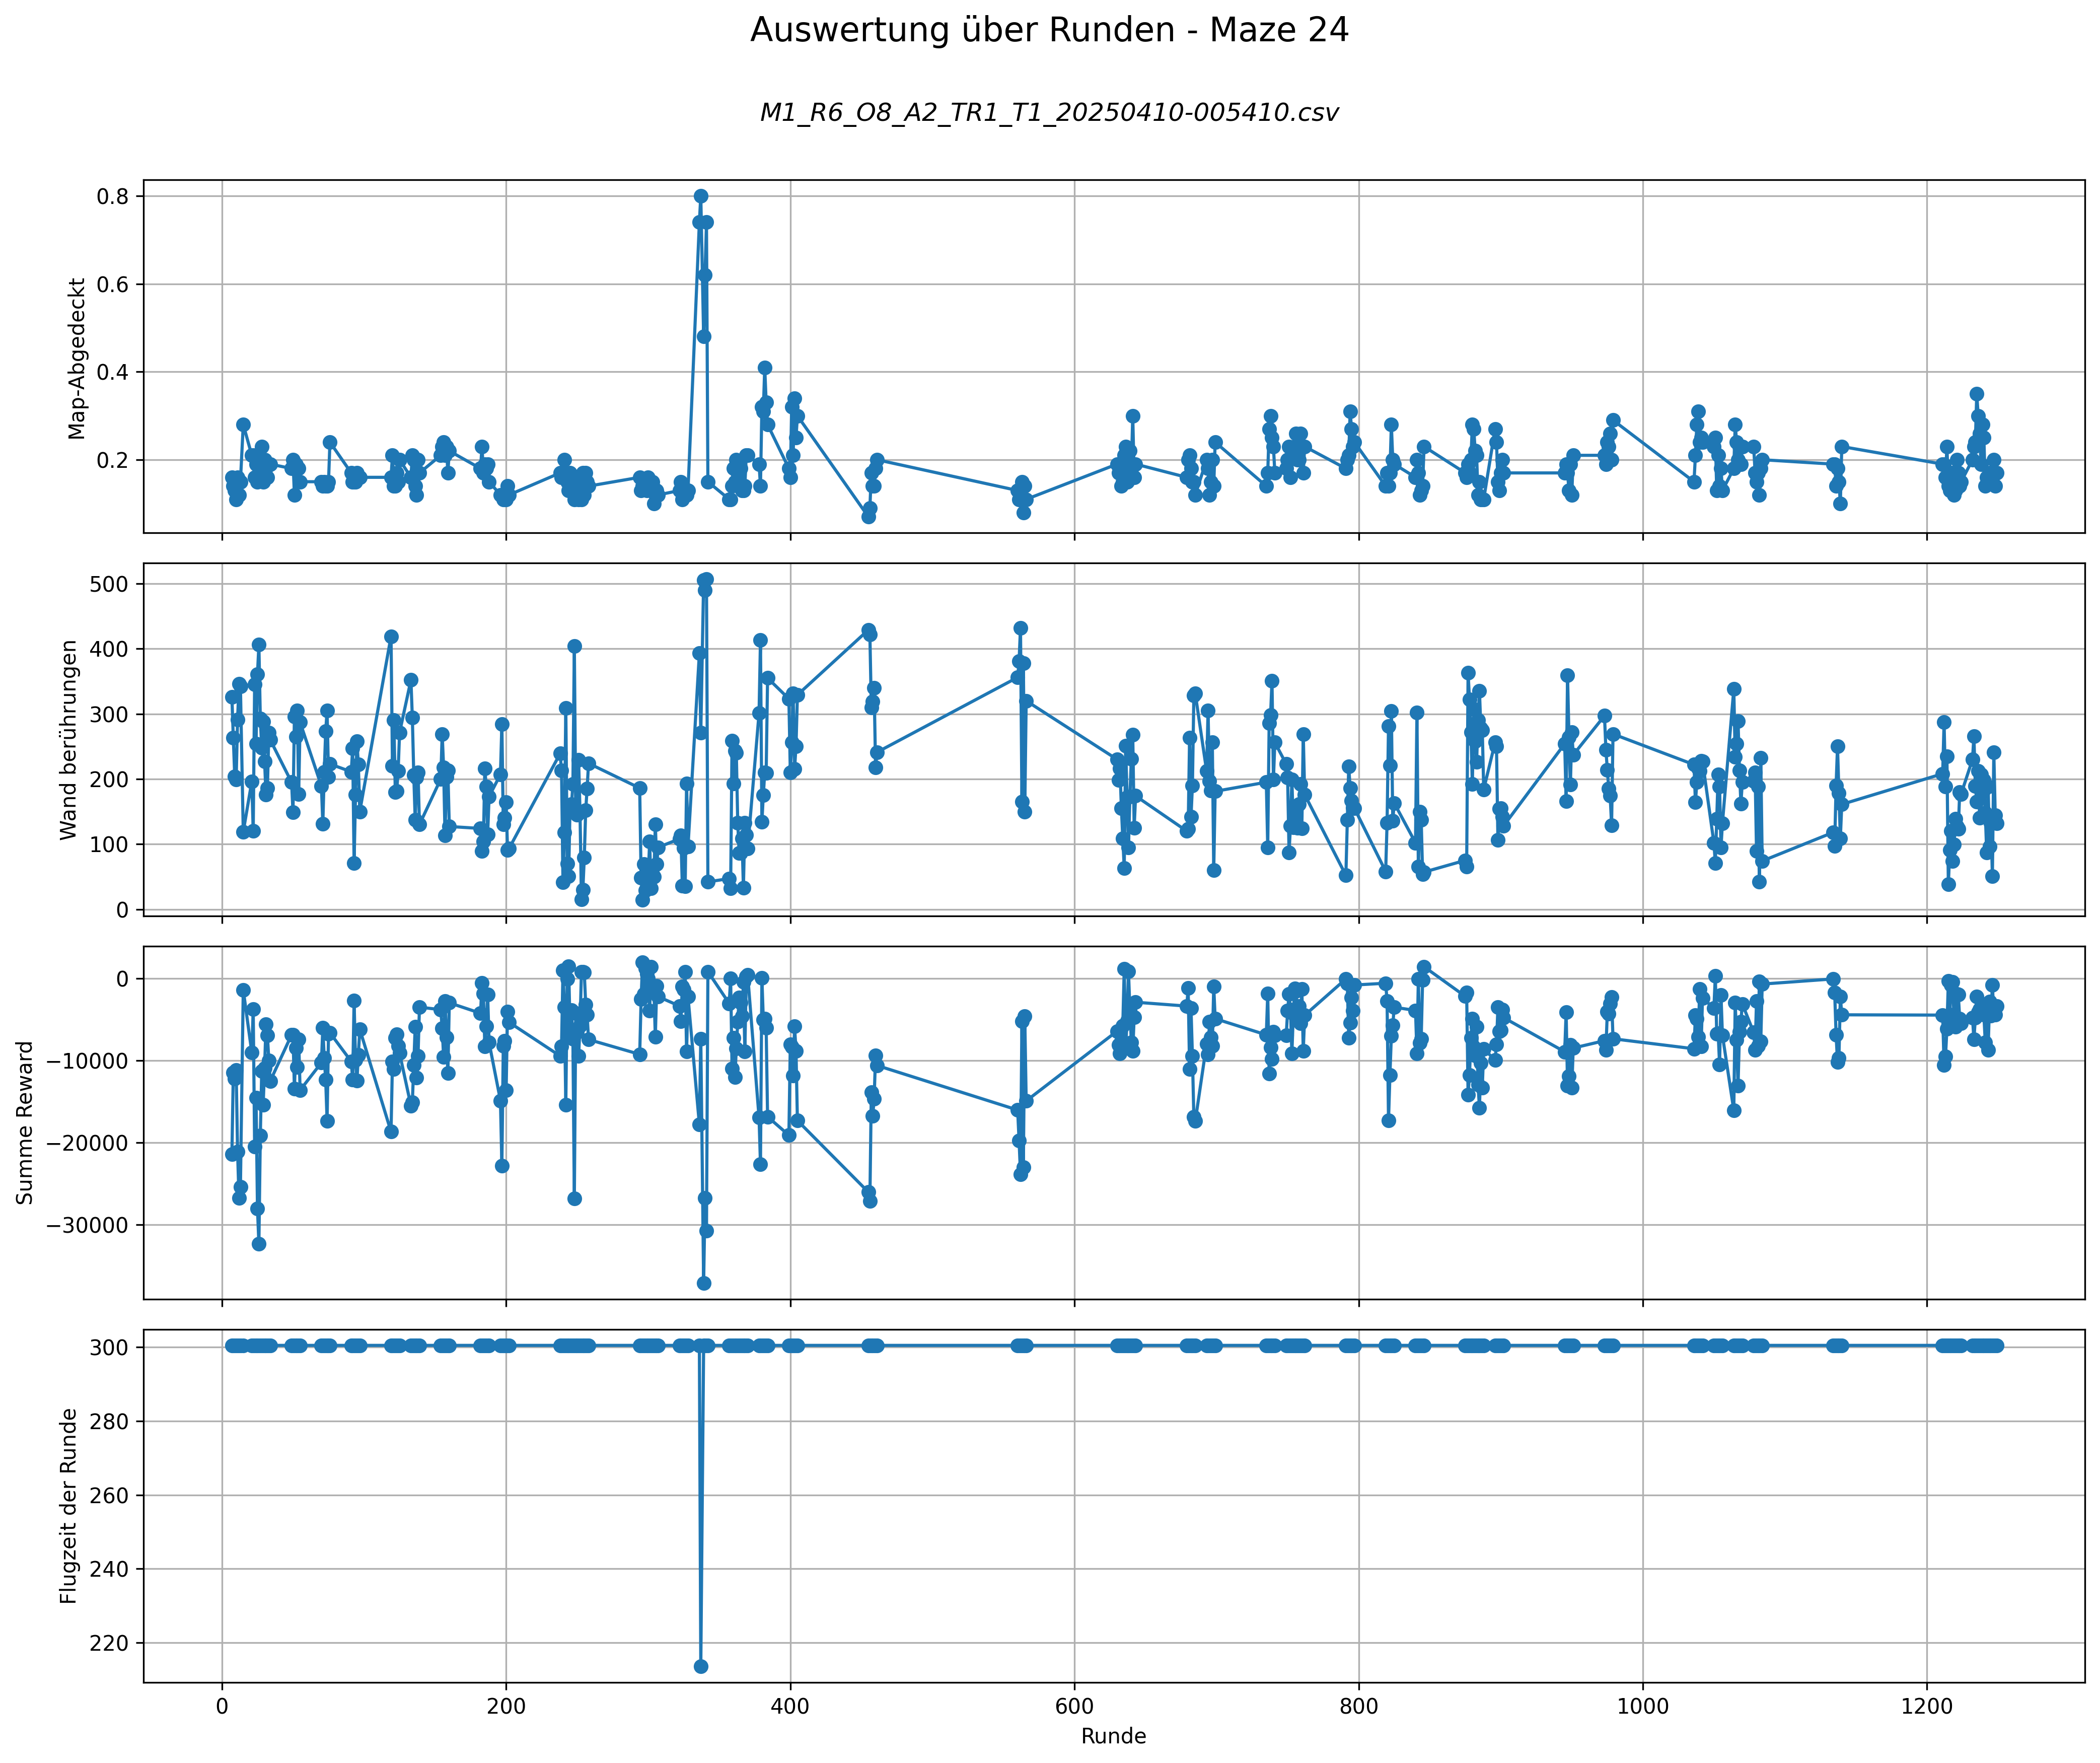 Auswertung über Runden - Maze 24
M1_R6_O8_A2_TR1_T1_20250410-005410.csv
Map-Abgedeckt
0.8
0.6
0.4
0.2
Wand berührungen
500
400
300
200
100
0
Summe Reward
0
−10000
−20000
−30000
Flugzeit der Runde
300
280
260
240
220
0 200 400 600 800 1000 1200
Runde